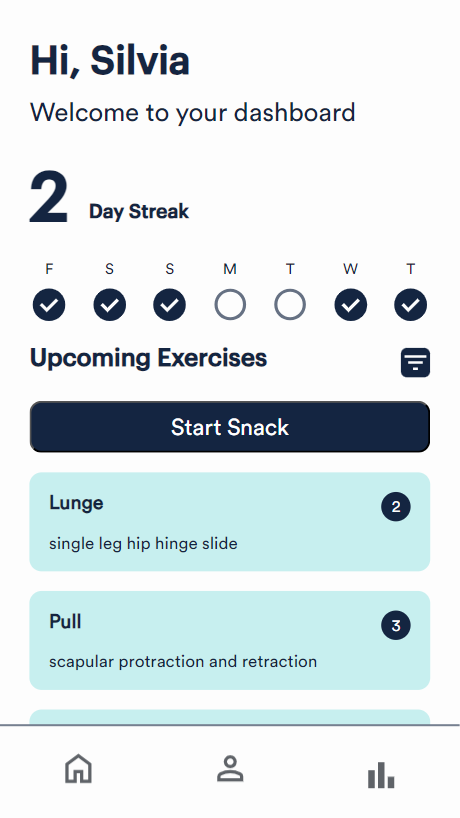 Hi, Silvia
Welcome to your dashboard
2 Day Streak
F S S M T W T
Upcoming Exercises
Start Snack
Lunge 2
single leg hip hinge slide
Pull 3
scapular protraction and retraction